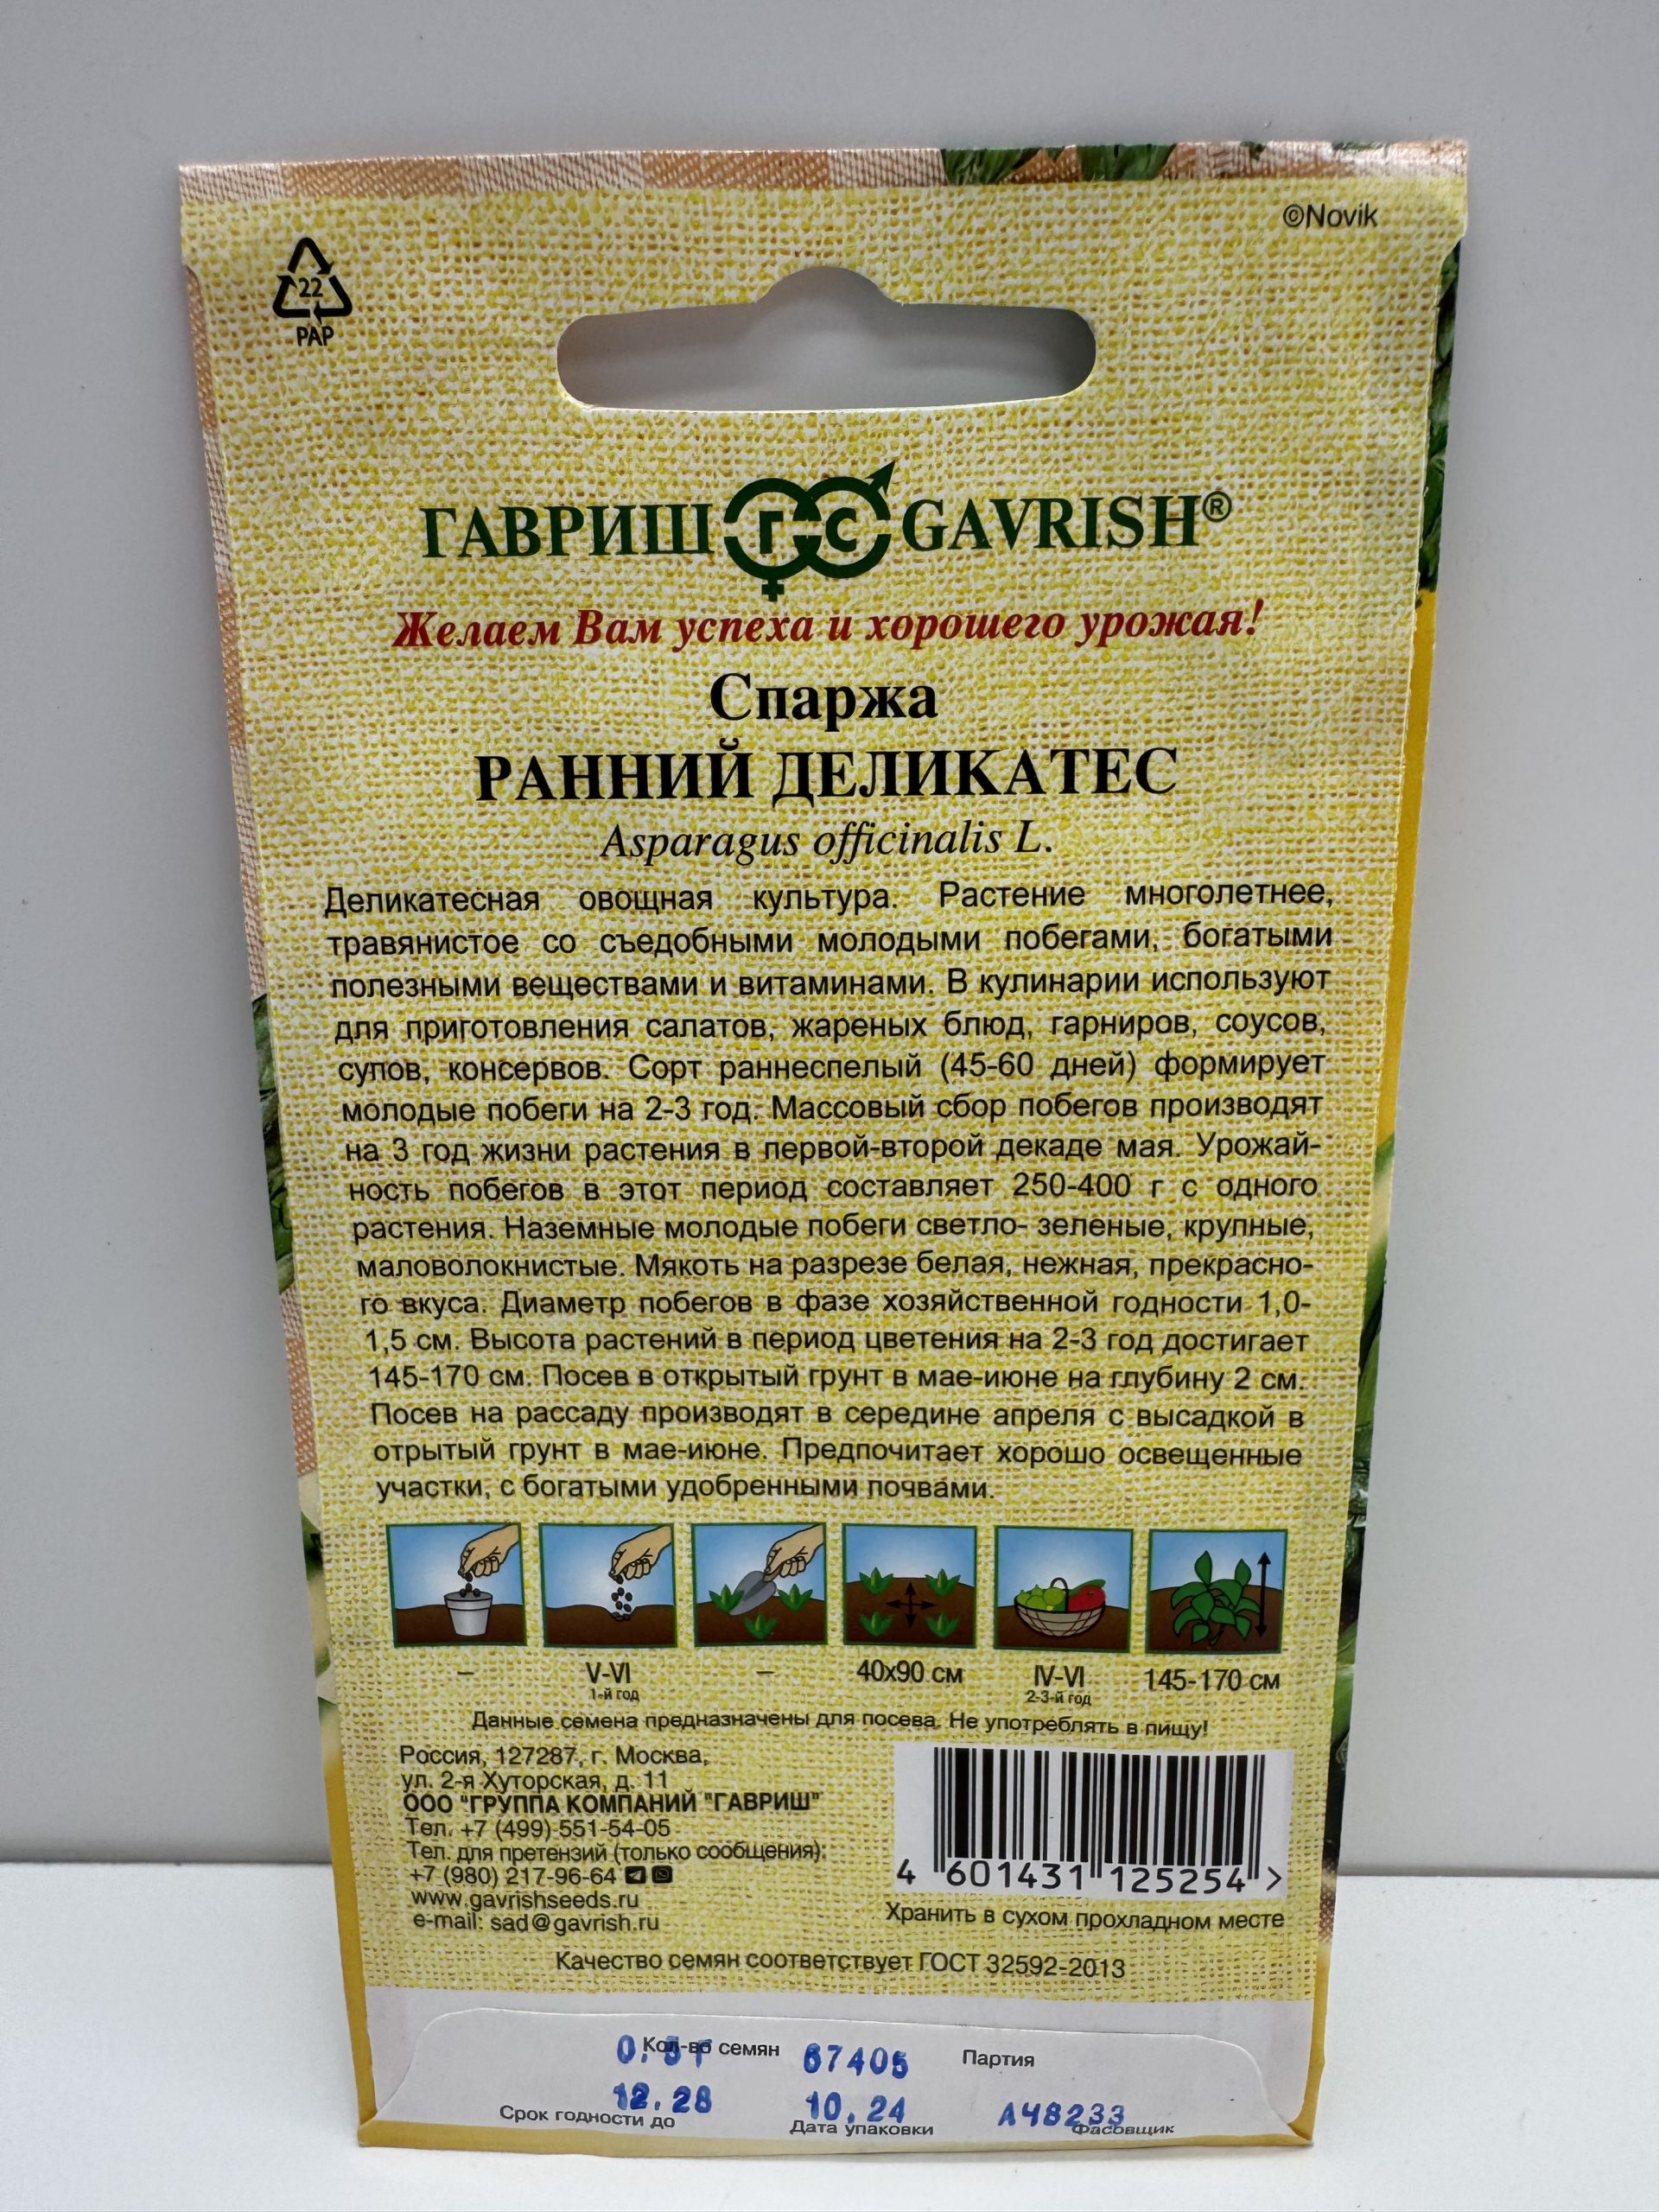 ©Novik
22
PAP
ГАВРИШ ГС GAVRISH®
Желаем Вам успеха и хорошего урожая!
Спаржа
РАННИЙ ДЕЛИКАТЕС
Asparagus officinalis L.
Деликатесная овощная культура. Растение многолетнее,
травянистое со съедобными молодыми побегами, богатыми
полезными веществами и витаминами. В кулинарии используют
для приготовления салатов, жареных блюд, гарниров, соусов,
супов, консервов. Сорт раннеспелый (45-60 дней) формирует
молодые побеги на 2-3 год. Массовый сбор побегов производят
на 3 год жизни растения в первой-второй декаде мая. Урожай-
ность побегов в этот период составляет 250-400 г с одного
растения. Наземные молодые побеги светло- зеленые, крупные,
маловолокнистые. Мякоть на разрезе белая, нежная, прекрасно-
го вкуса. Диаметр побегов в фазе хозяйственной годности 1,0-
1,5 см. Высота растений в период цветения на 2-3 год достигает
145-170 см. Посев в открытый грунт в мае-июне на глубину 2 см.
Посев на рассаду производят в середине апреля с высадкой в
отрытый грунт в мае-июне. Предпочитает хорошо освещенные
участки, с богатыми удобренными почвами.
– V-VI – 40х90 см IV-VI 145-170 см
1-й год 2-3-й год
Данные семена предназначены для посева. Не употреблять в пищу!
Россия, 127287, г. Москва,
ул. 2-я Хуторская, д. 11
ООО "ГРУППА КОМПАНИЙ "ГАВРИШ"
Тел. +7 (499) 551-54-05
Тел. для претензий (только сообщения):
+7 (980) 217-96-64
www.gavrishseeds.ru
e-mail: sad@gavrish.ru
4 601431 125254 >
Хранить в сухом прохладном месте
Качество семян соответствует ГОСТ 32592-2013
Кол-во семян 67405 Партия
12.28 10.24 А48233
Срок годности до Дата упаковки Фасовщик